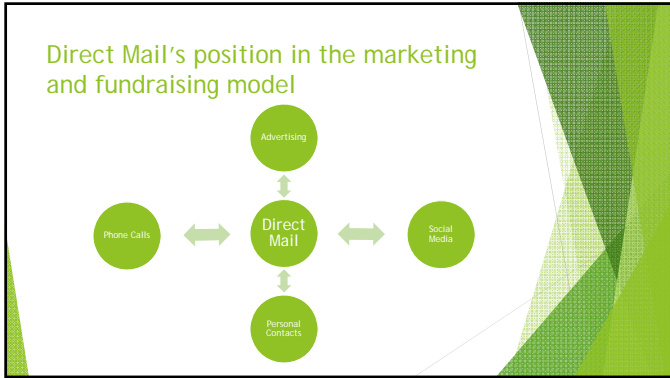 Direct Mail's position in the marketing
and fundraising model
Advertising
Phone Calls
Direct
Mail
Social
Media
Personal
Contacts